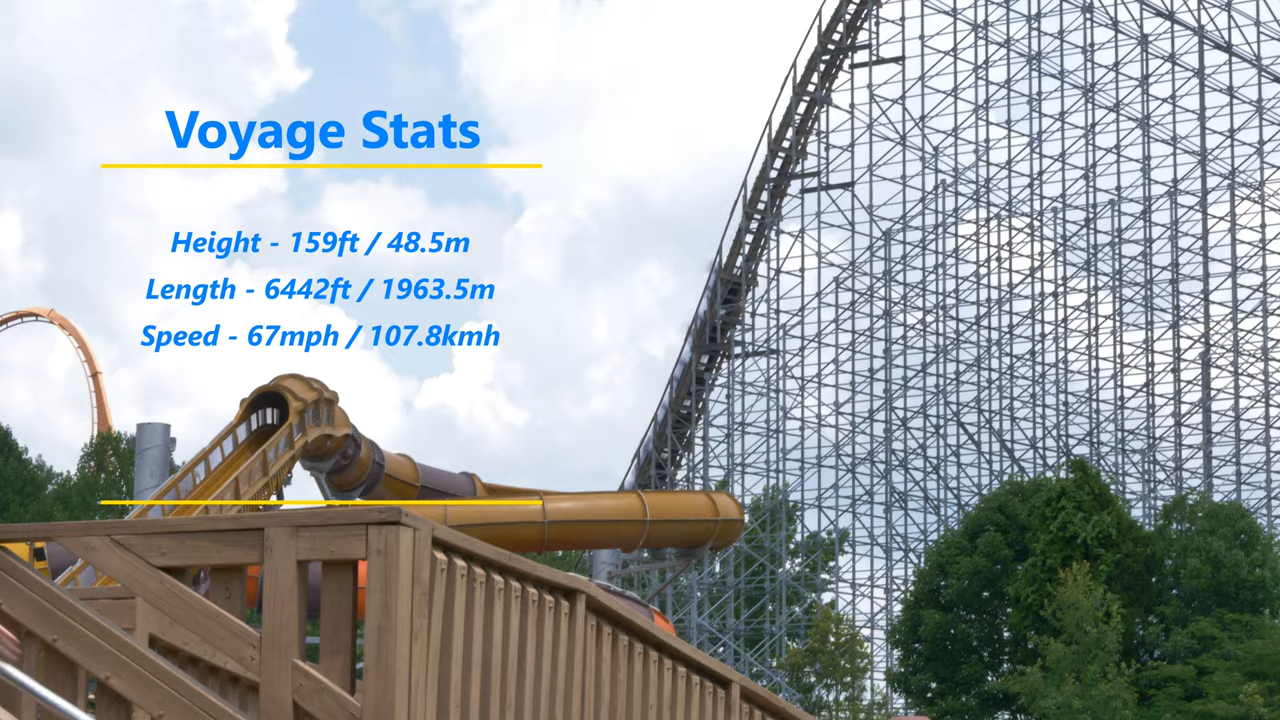 Voyage Stats
Height - 159ft / 48.5m
Length - 6442ft / 1963.5m
Speed - 67mph / 107.8kmh